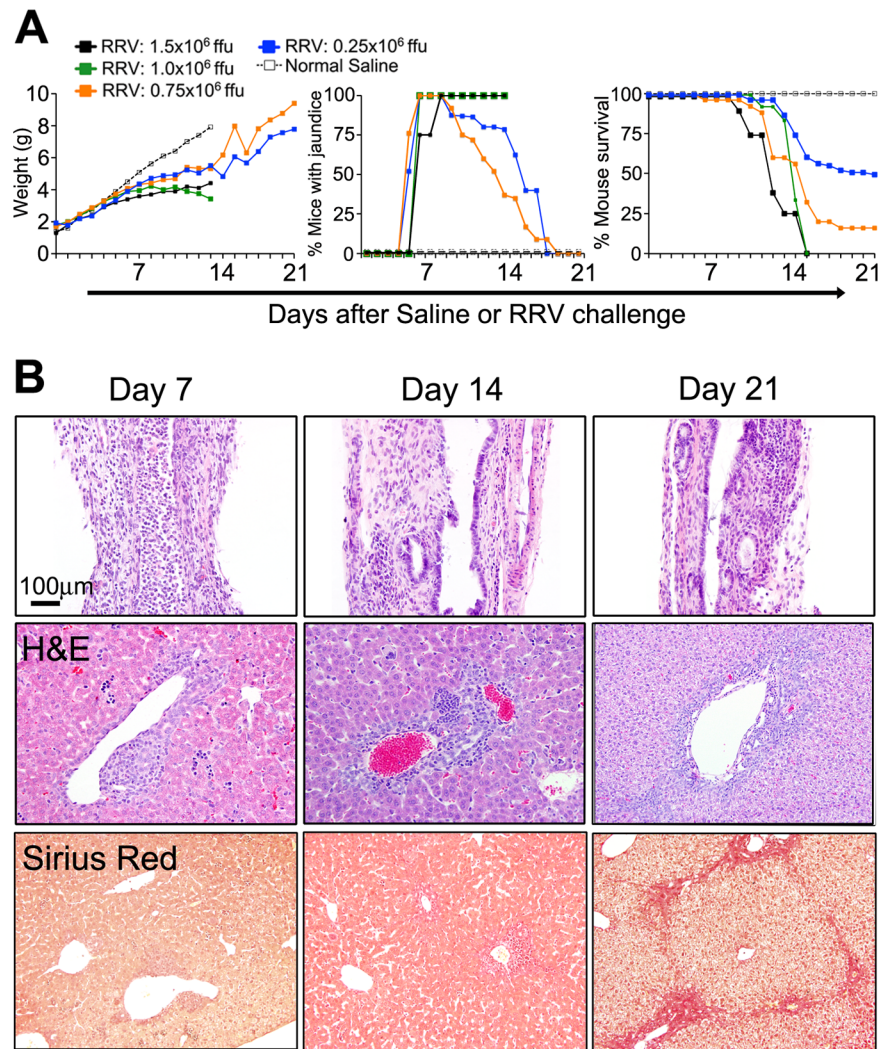 A
RRV: 1.5x10⁶ ffu
RRV: 0.25x10⁶ ffu
RRV: 1.0x10⁶ ffu
Normal Saline
RRV: 0.75x10⁶ ffu
Weight (g)
10
8
6
4
2
0
7
14
21
% Mice with jaundice
100
75
50
25
0
7
14
21
% Mouse survival
100
75
50
25
0
7
14
21
Days after Saline or RRV challenge
B
Day 7
Day 14
Day 21
100µm
H&E
Sirius Red